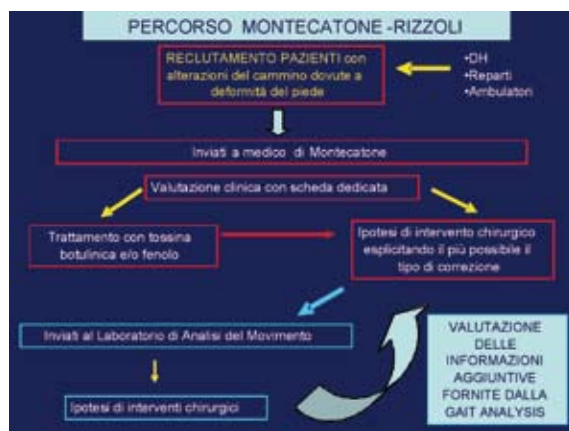 PERCORSO MONTECATONE -RIZZOLI
RECLUTAMENTO PAZIENTI con
alterazioni del cammino dovute a
deformità del piede
•DH
•Reparti
•Ambulatori
Inviati a medico di Montecatone
Valutazione clinica con scheda dedicata
Trattamento con tossina
botulinica e/o fenolo
Ipotesi di intervento chirurgico
esplicitando il più possibile il
tipo di correzione
Inviati al Laboratorio di Analisi del Movimento
Ipotesi di interventi chirurgici
VALUTAZIONE
DELLE
INFORMAZIONI
AGGIUNTIVE
FORNITE DALLA
GAIT ANALYSIS